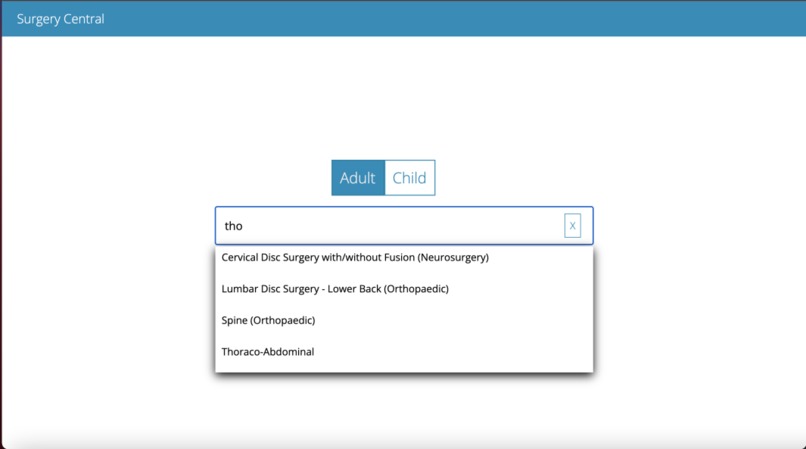 Surgery Central
Adult Child
tho X
Cervical Disc Surgery with/without Fusion (Neurosurgery)
Lumbar Disc Surgery - Lower Back (Orthopaedic)
Spine (Orthopaedic)
Thoraco-Abdominal